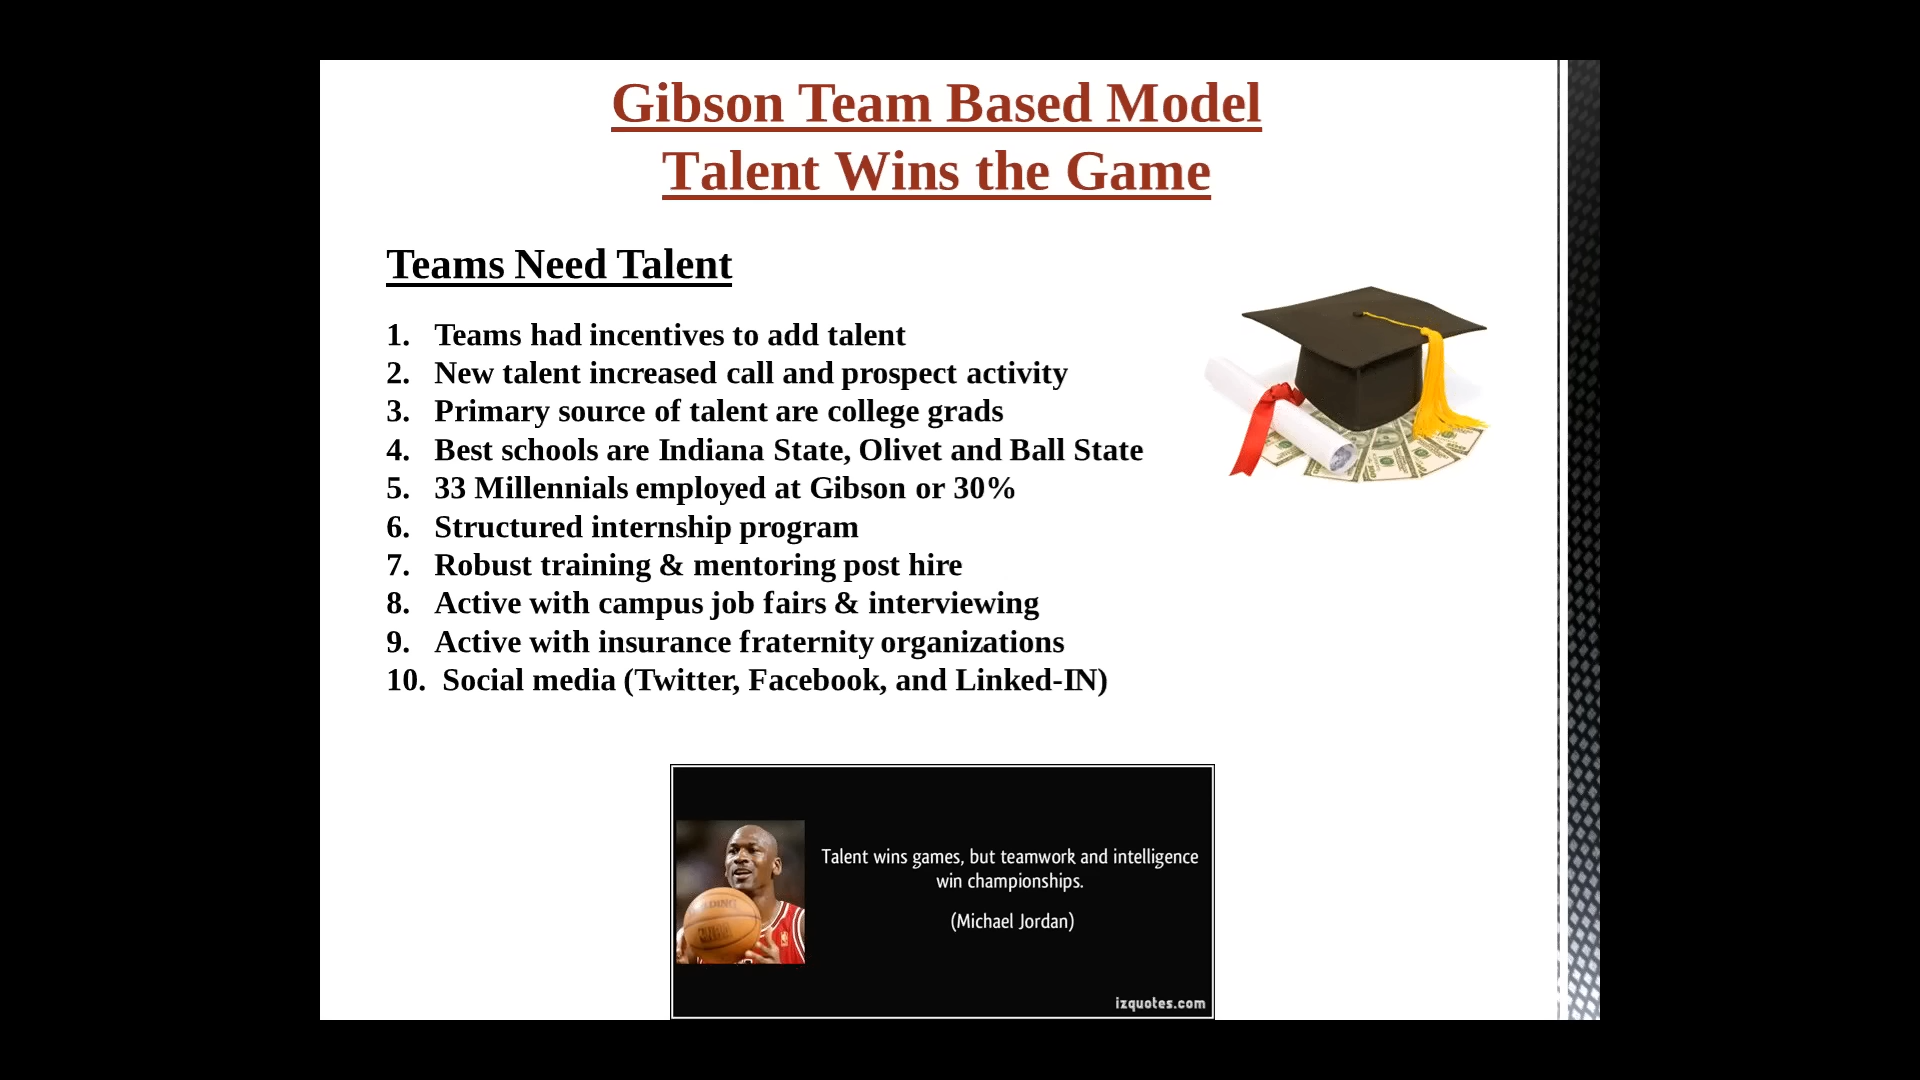 Gibson Team Based Model
Talent Wins the Game
Teams Need Talent
1. Teams had incentives to add talent
2. New talent increased call and prospect activity
3. Primary source of talent are college grads
4. Best schools are Indiana State, Olivet and Ball State
5. 33 Millennials employed at Gibson or 30%
6. Structured internship program
7. Robust training & mentoring post hire
8. Active with campus job fairs & interviewing
9. Active with insurance fraternity organizations
10. Social media (Twitter, Facebook, and Linked-IN)
Talent wins games, but teamwork and intelligence
win championships.
(Michael Jordan)
izquotes.com